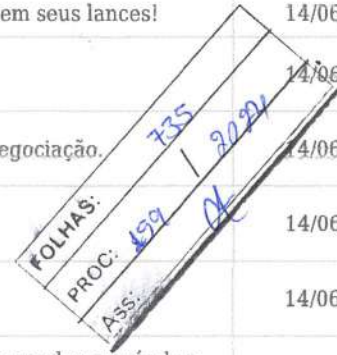 em seus lances! 14/06
14/06
egociação. 14/06
14/06
14/06
FOLHAS: 735
PROC: 199 / 2024
ASS: